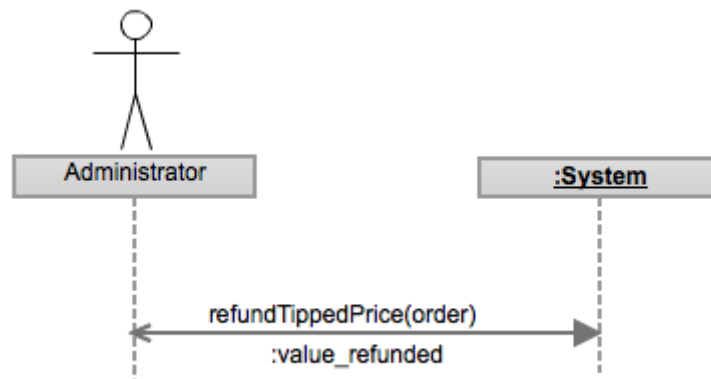 Administrator
:System
refundTippedPrice(order)
:value_refunded